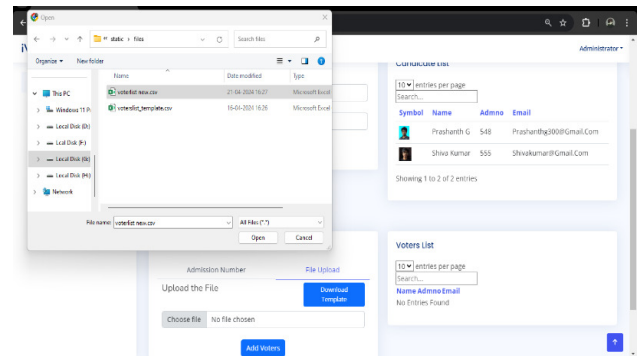 Open
iV
static › files
Search files
Organize
New folder
Name
Date modified
Type
This PC
voterlist new.csv
21-04-2024 16:27
Microsoft Excel
Windows 11 P
voterslist_template.csv
16-04-2024 16:26
Microsoft Excel
Local Disk (D:)
Local Disk (F:)
Local Disk (G:)
Local Disk (H:)
Network
File name:
voterlist new.csv
All Files (*.*)
Open
Cancel
Administrator
Candidate List
10 entries per page
Search...
Symbol Name Admno Email
Prashanth G 548 Prashanthg300@Gmail.Com
Shiva Kumar 555 Shivakumar@Gmail.Com
Showing 1 to 2 of 2 entries
Admission Number
File Upload
Upload the File
Download
Template
Choose file No file chosen
Add Voters
Voters List
10 entries per page
Search...
Name Admno Email
No Entries Found